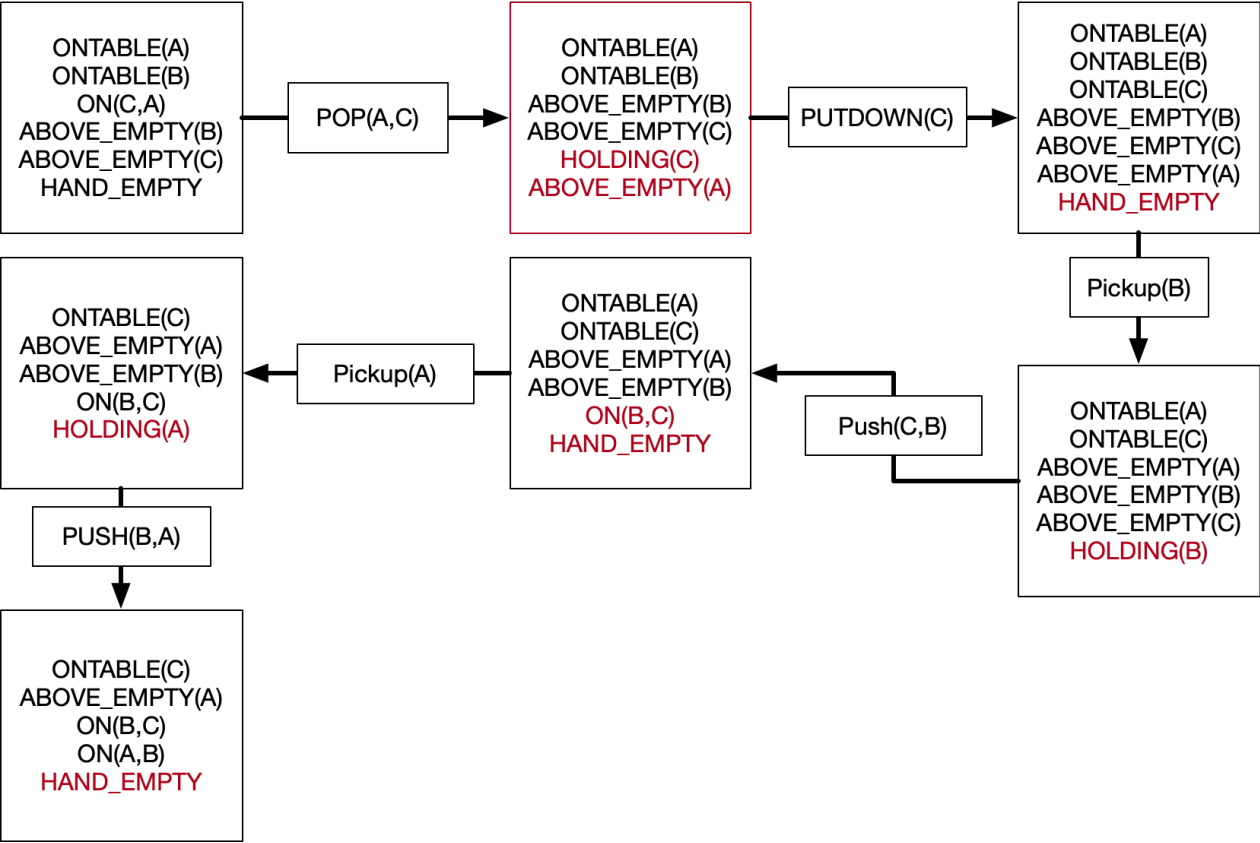 ONTABLE(A)
ONTABLE(B)
ON(C,A)
ABOVE_EMPTY(B)
ABOVE_EMPTY(C)
HAND_EMPTY
POP(A,C)
ONTABLE(A)
ONTABLE(B)
ABOVE_EMPTY(B)
ABOVE_EMPTY(C)
HOLDING(C)
ABOVE_EMPTY(A)
PUTDOWN(C)
ONTABLE(A)
ONTABLE(B)
ONTABLE(C)
ABOVE_EMPTY(B)
ABOVE_EMPTY(C)
ABOVE_EMPTY(A)
HAND_EMPTY
Pickup(B)
ONTABLE(A)
ONTABLE(C)
ABOVE_EMPTY(A)
ABOVE_EMPTY(B)
ABOVE_EMPTY(C)
HOLDING(B)
Push(C,B)
ONTABLE(A)
ONTABLE(C)
ABOVE_EMPTY(A)
ABOVE_EMPTY(B)
ON(B,C)
HAND_EMPTY
Pickup(A)
ONTABLE(C)
ABOVE_EMPTY(A)
ABOVE_EMPTY(B)
ON(B,C)
HOLDING(A)
PUSH(B,A)
ONTABLE(C)
ABOVE_EMPTY(A)
ON(B,C)
ON(A,B)
HAND_EMPTY